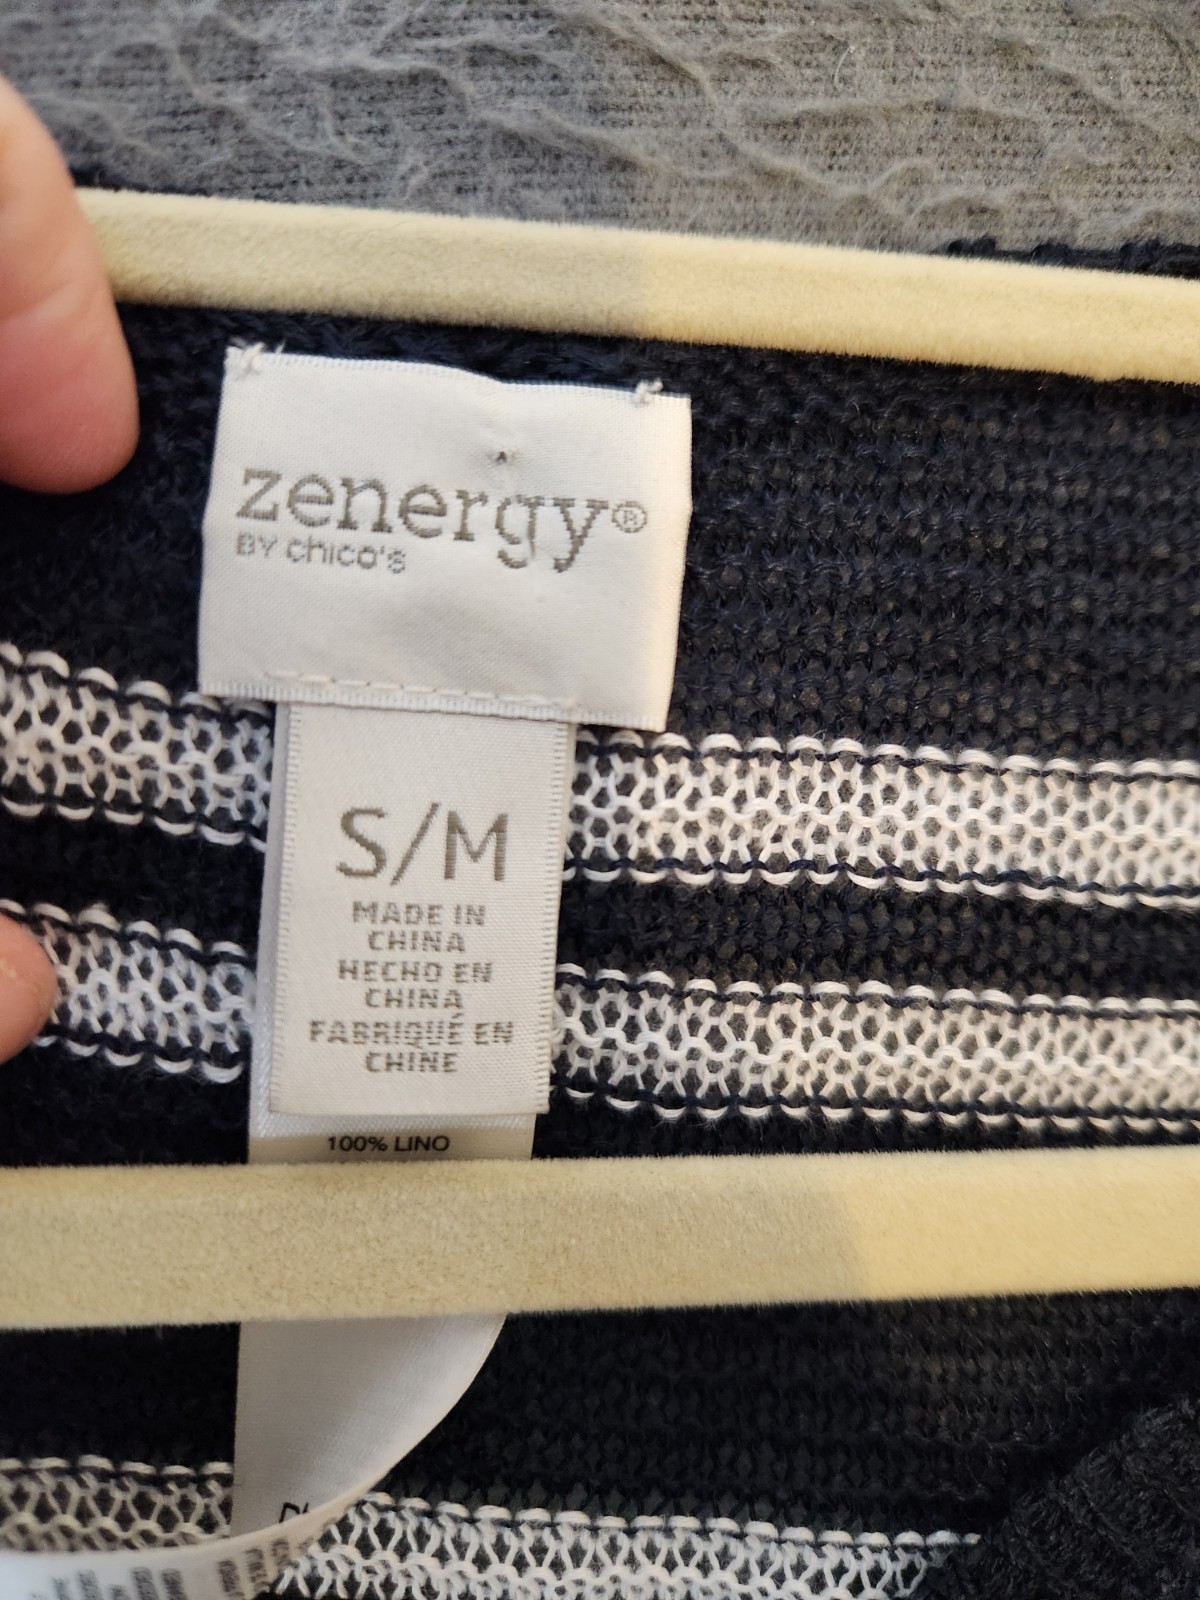 zenergy®
BY chico's
S/M
MADE IN
CHINA
HECHO EN
CHINA
FABRIQUÉ EN
CHINE
100% LINO